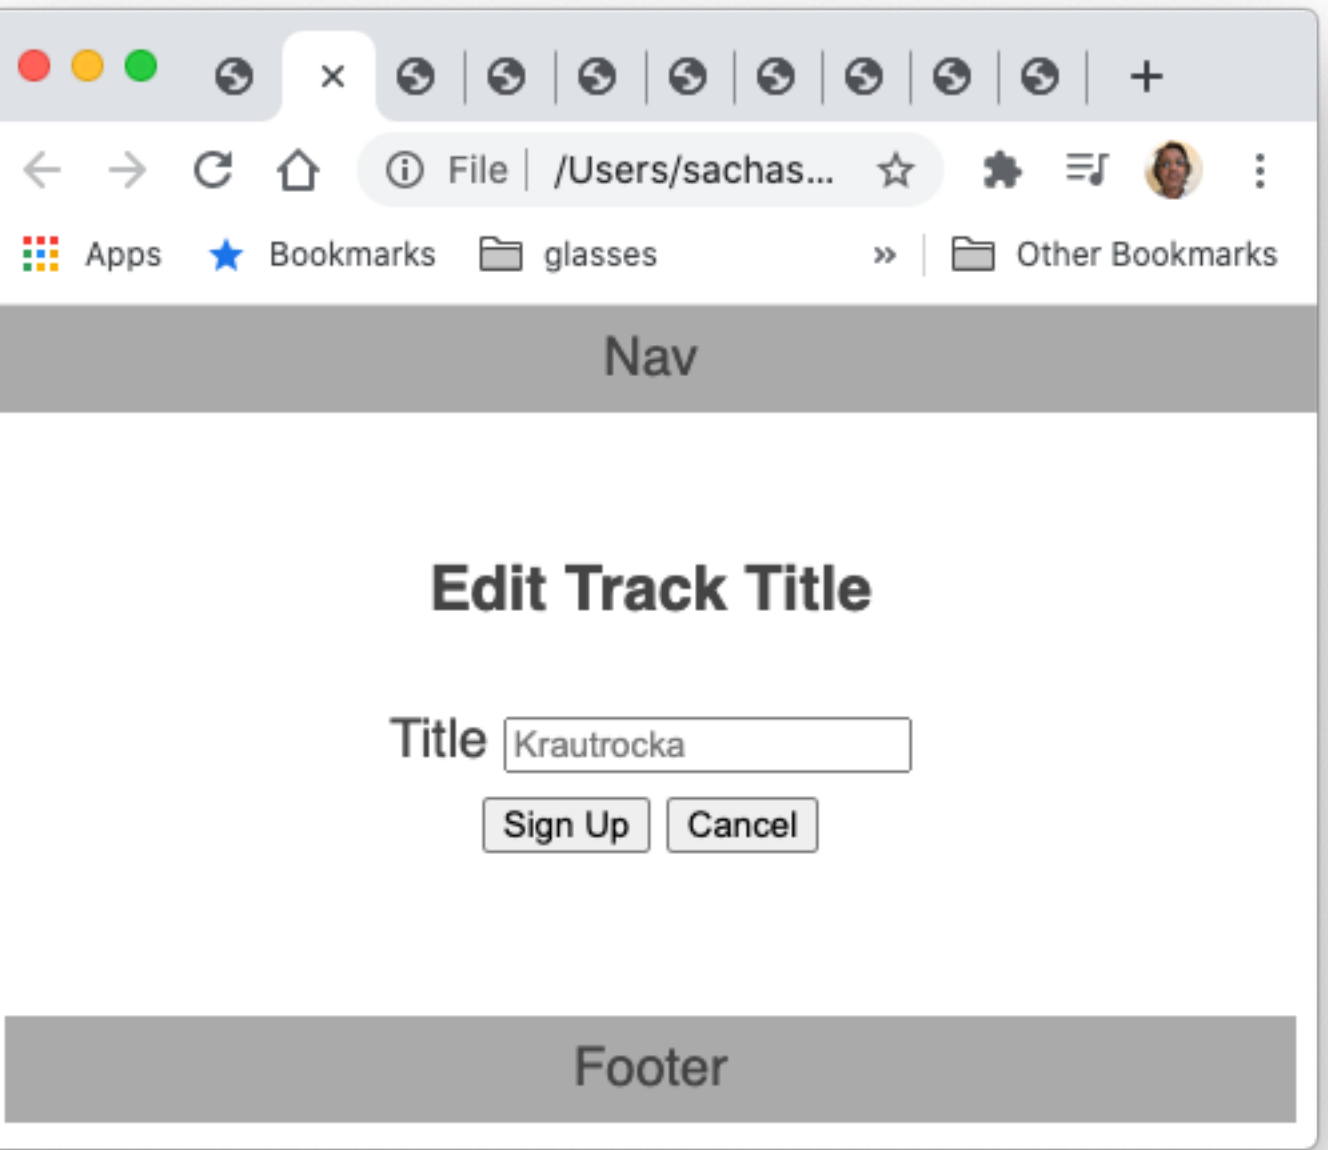 File | /Users/sachas...
Apps Bookmarks glasses » Other Bookmarks
Nav
Edit Track Title
Title Krautrocka
Sign Up Cancel
Footer